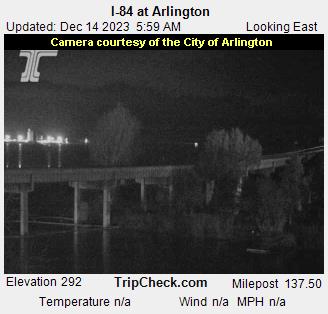 I-84 at Arlington
Updated: Dec 14 2023 5:59 AM Looking East
Camera courtesy of the City of Arlington
Elevation 292 TripCheck.com Milepost 137.50
Temperature n/a Wind n/a MPH n/a